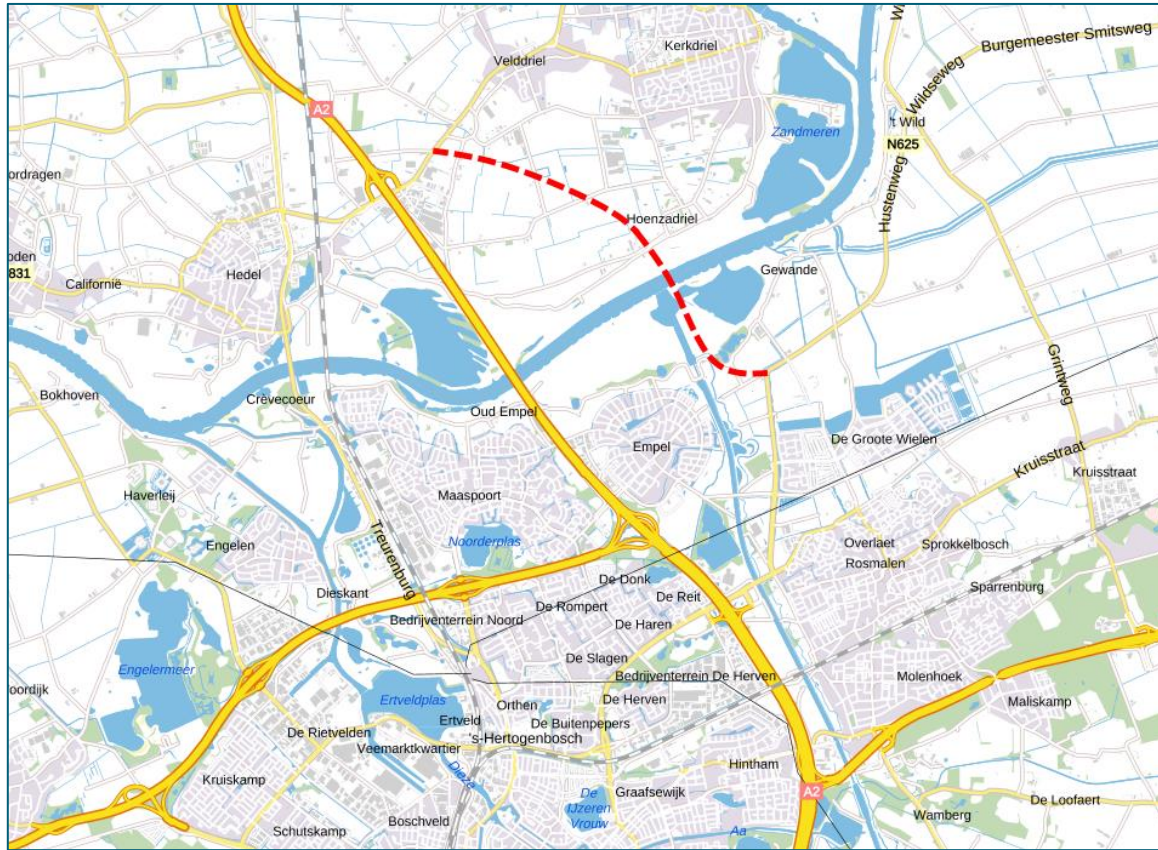 Burgemeester Smitsweg
Kerkdriel
Velddriel
Wildseweg
A2
Zandmeren
't Wild
N625
ordragen
Hustenweg
Hoenzadriel
oden
831
Hedel
Gewande
Californië
Grintweg
Bokhoven
Crèvecoeur
Oud Empel
Empel
De Groote Wielen
Kruisstraat
Kruisstraat
Haverleij
Maaspoort
Treurenburg
Engelen
Noorderplas
Overlaet
Sprokkelbosch
Rosmalen
De Donk
Sparrenburg
Dieskant
De Reit
De Rompert
Bedrijventerrein Noord
De Haren
De Slagen
Engelermeer
Bedrijventerrein De Herven
Molenhoek
oordijk
Ertveldplas
Orthen
De Herven
Maliskamp
Ertveld
De Buitenpepers
De Rietvelden
's-Hertogenbosch
Veemarktkwartier
Kruiskamp
Dieze
Hintham
De
IJzeren
Vrouw
Graafsewijk
A2
De Loofaert
Wamberg
Boschveld
Schutskamp
Aa